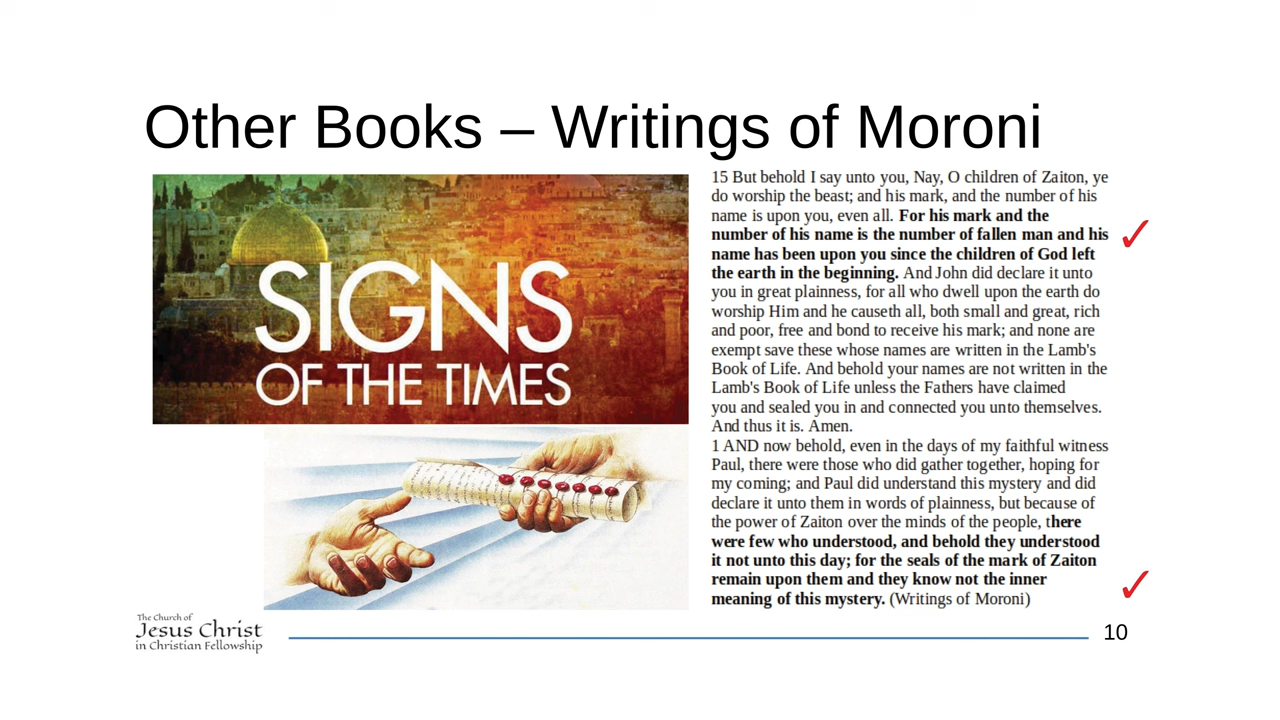 Other Books – Writings of Moroni
SIGNS
OF THE TIMES
15 But behold I say unto you, Nay, O children of Zaiton, ye
do worship the beast; and his mark, and the number of his
name is upon you, even all. For his mark and the
number of his name is the number of fallen man and his
name has been upon you since the children of God left
the earth in the beginning. And John did declare it unto
you in great plainness, for all who dwell upon the earth do
worship Him and he causeth all, both small and great, rich
and poor, free and bond to receive his mark; and none are
exempt save these whose names are written in the Lamb's
Book of Life. And behold your names are not written in the
Lamb's Book of Life unless the Fathers have claimed
you and sealed you in and connected you unto themselves.
And thus it is. Amen.
1 AND now behold, even in the days of my faithful witness
Paul, there were those who did gather together, hoping for
my coming; and Paul did understand this mystery and did
declare it unto them in words of plainness, but because of
the power of Zaiton over the minds of the people, there
were few who understood, and behold they understood
it not unto this day; for the seals of the mark of Zaiton
remain upon them and they know not the inner
meaning of this mystery. (Writings of Moroni)
✓
✓
The Church of
Jesus Christ
in Christian Fellowship
10